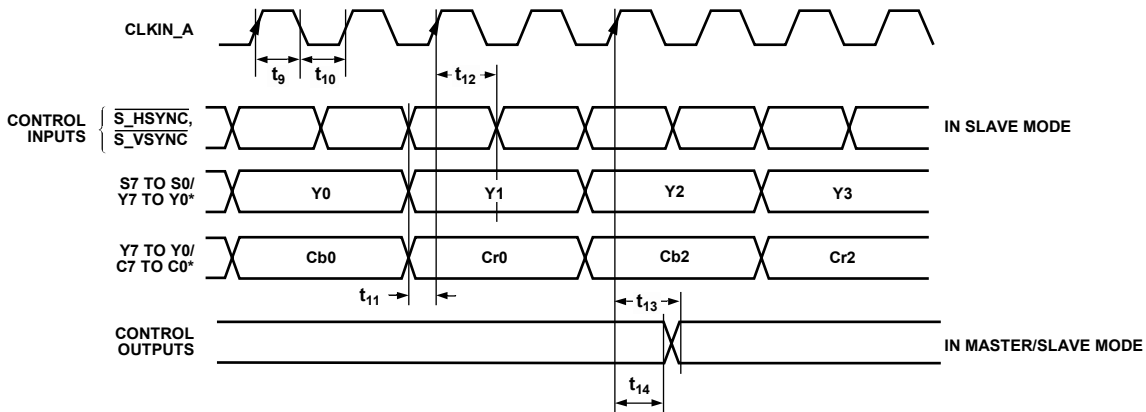 CLKIN_A
t9
t10
t12
CONTROL
INPUTS
S_HSYNC,
S_VSYNC
IN SLAVE MODE
S7 TO S0/
Y7 TO Y0*
Y0
Y1
Y2
Y3
Y7 TO Y0/
C7 TO C0*
Cb0
Cr0
Cb2
Cr2
t11
t13
CONTROL
OUTPUTS
IN MASTER/SLAVE MODE
t14